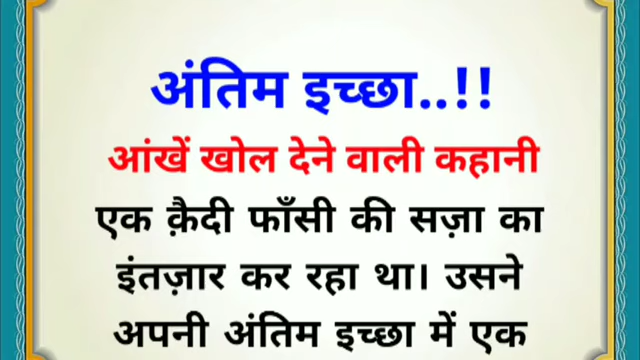 अंतिम इच्छा..!!
आंखें खोल देने वाली कहानी
एक क़ैदी फाँसी की सज़ा का
इंतज़ार कर रहा था। उसने
अपनी अंतिम इच्छा में एक